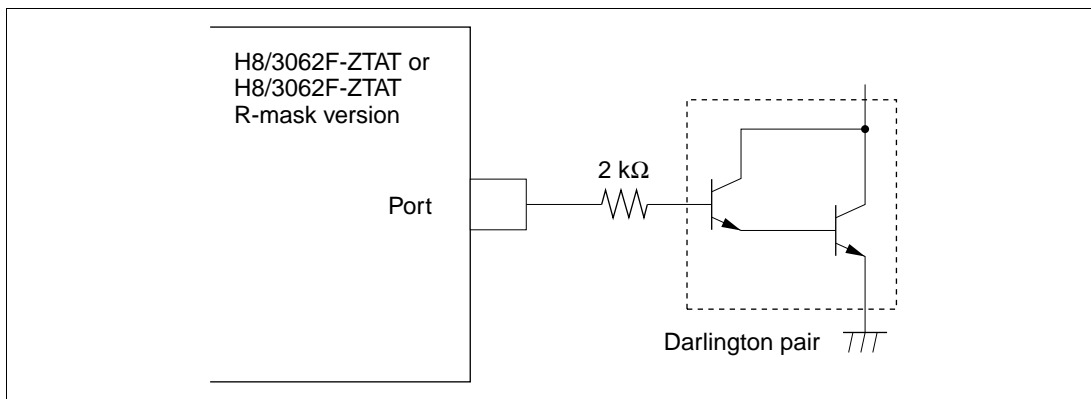 H8/3062F-ZTAT or
H8/3062F-ZTAT
R-mask version
Port
2 kΩ
Darlington pair